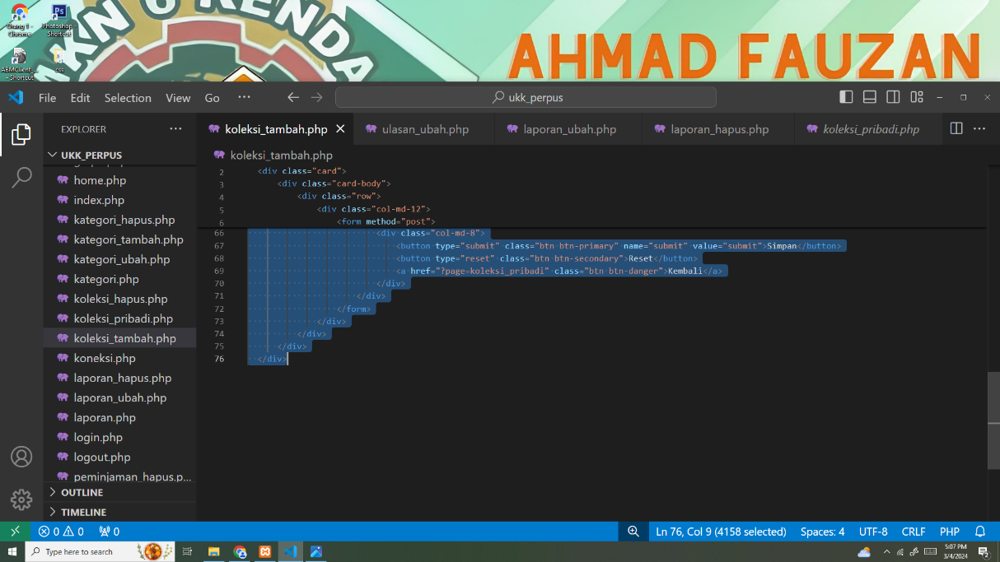 Orang 1 -
Chrome
Photoshop -
Shortcut
RENDA
AHMAD FAUZAN
- Shortcut
css
File Edit Selection View Go ··· ukk_perpus
EXPLORER ···
koleksi_tambah.php ulasan_ubah.php laporan_ubah.php laporan_hapus.php koleksi_pribadi.php ···
UKK_PERPUS
koleksi_tambah.php
home.php
index.php
kategori_hapus.php
kategori_tambah.php
kategori_ubah.php
kategori.php
koleksi_hapus.php
koleksi_pribadi.php
koleksi_tambah.php
koneksi.php
laporan_hapus.php
laporan_ubah.php
laporan.php
login.php
logout.php
peminjaman_hapus.p...
OUTLINE
TIMELINE
2 <div class="card">
3 <div class="card-body">
4 <div class="row">
5 <div class="col-md-12">
6 <form method="post">
66 <div class="col-md-8">
67 <button type="submit" class="btn btn-primary" name="submit" value="submit">Simpan</button>
68 <button type="reset" class="btn btn-secondary">Reset</button>
69 <a href="?page=koleksi_pribadi" class="btn btn-danger">Kembali</a>
70 </div>
71 </div>
72 </form>
73 </div>
74 </div>
75 </div>
76 </div>
0 0 0 Ln 76, Col 9 (4158 selected) Spaces: 4 UTF-8 CRLF PHP
Type here to search
5:07 PM
3/4/2024
2